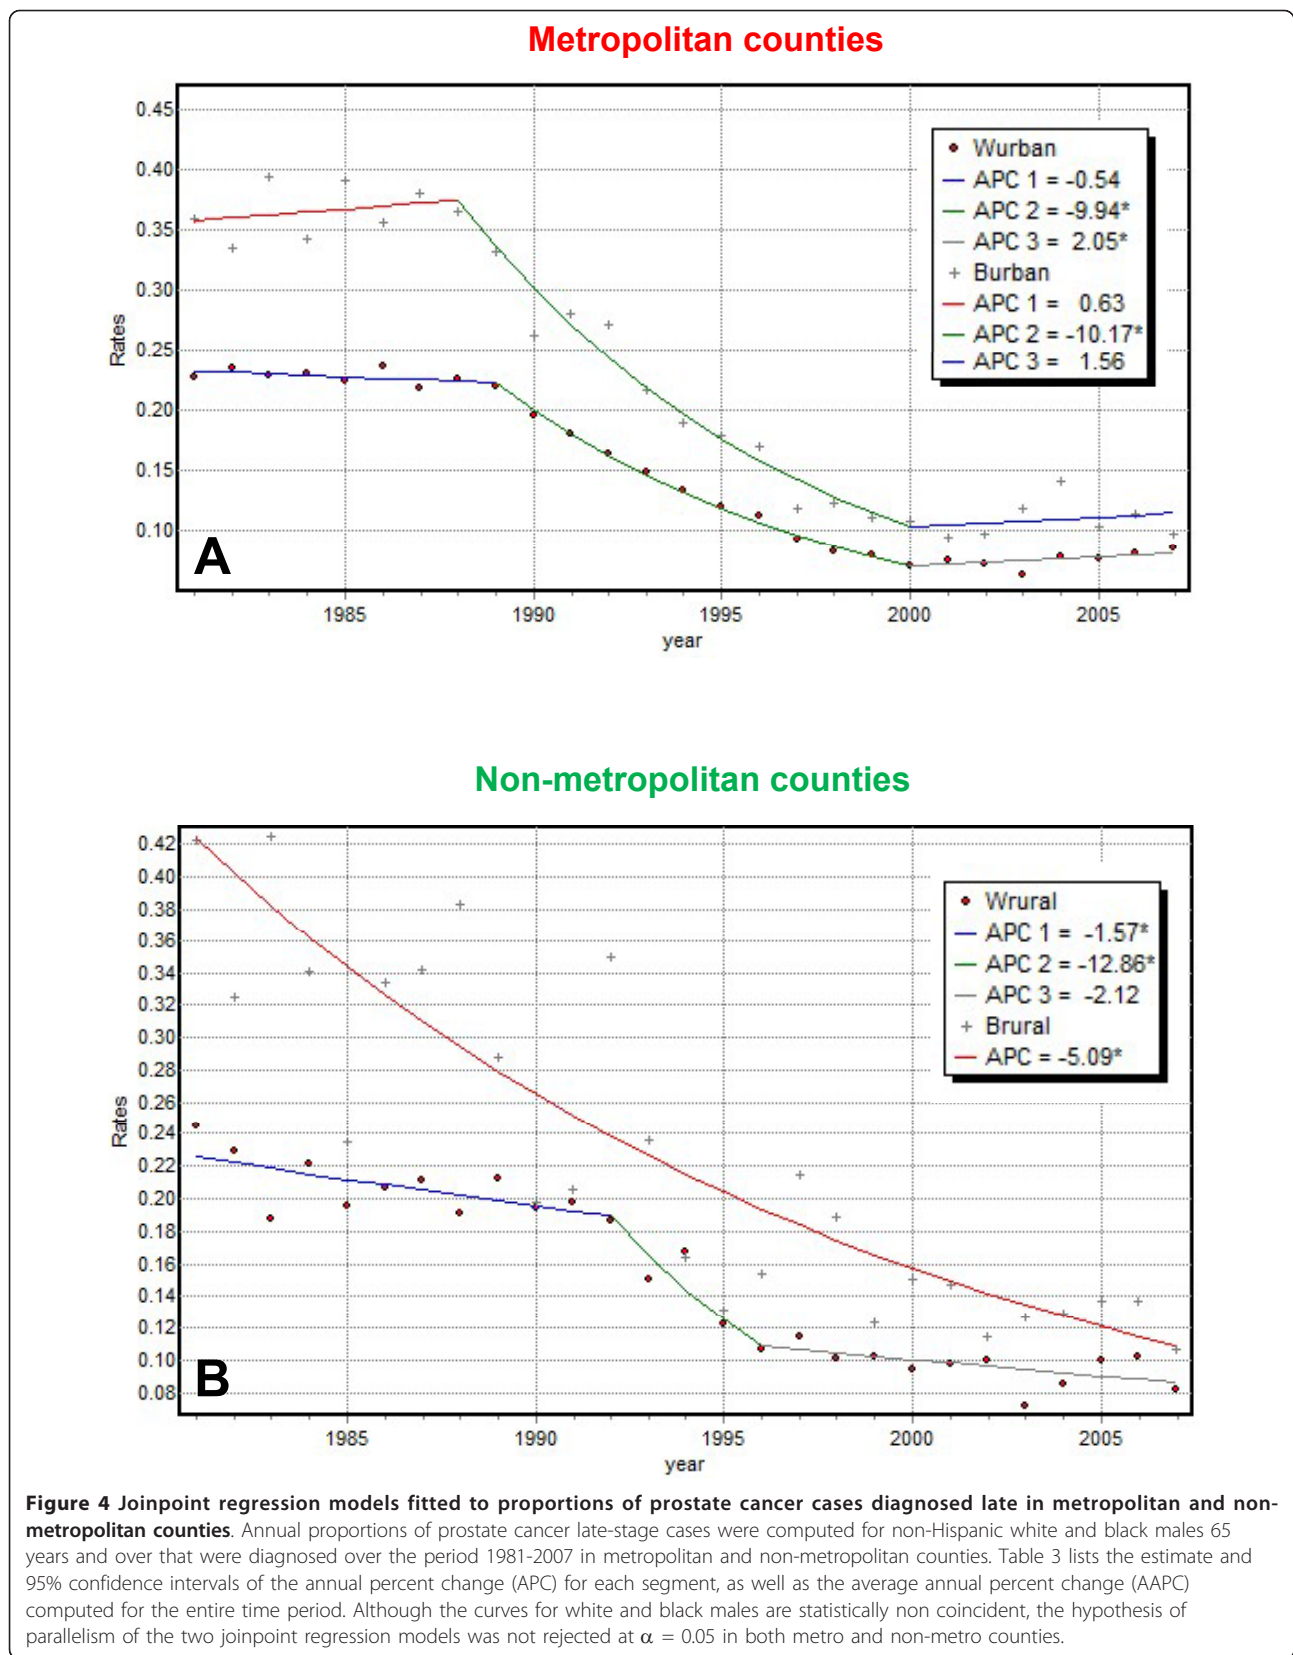 Metropolitan counties
0.45
0.40
0.35
0.30
0.25
0.20
0.15
0.10
Rates
Wurban
APC 1 = -0.54
APC 2 = -9.94*
APC 3 = 2.05*
Burban
APC 1 = 0.63
APC 2 = -10.17*
APC 3 = 1.56
A
1985 1990 1995 2000 2005
year
Non-metropolitan counties
0.42
0.40
0.38
0.36
0.34
0.32
0.30
0.28
0.26
0.24
0.22
0.20
0.18
0.16
0.14
0.12
0.10
0.08
Rates
Wrural
APC 1 = -1.57*
APC 2 = -12.86*
APC 3 = -2.12
Brural
APC = -5.09*
B
1985 1990 1995 2000 2005
year
Figure 4 Joinpoint regression models fitted to proportions of prostate cancer cases diagnosed late in metropolitan and non-
metropolitan counties. Annual proportions of prostate cancer late-stage cases were computed for non-Hispanic white and black males 65
years and over that were diagnosed over the period 1981-2007 in metropolitan and non-metropolitan counties. Table 3 lists the estimate and
95% confidence intervals of the annual percent change (APC) for each segment, as well as the average annual percent change (AAPC)
computed for the entire time period. Although the curves for white and black males are statistically non coincident, the hypothesis of
parallelism of the two joinpoint regression models was not rejected at α = 0.05 in both metro and non-metro counties.